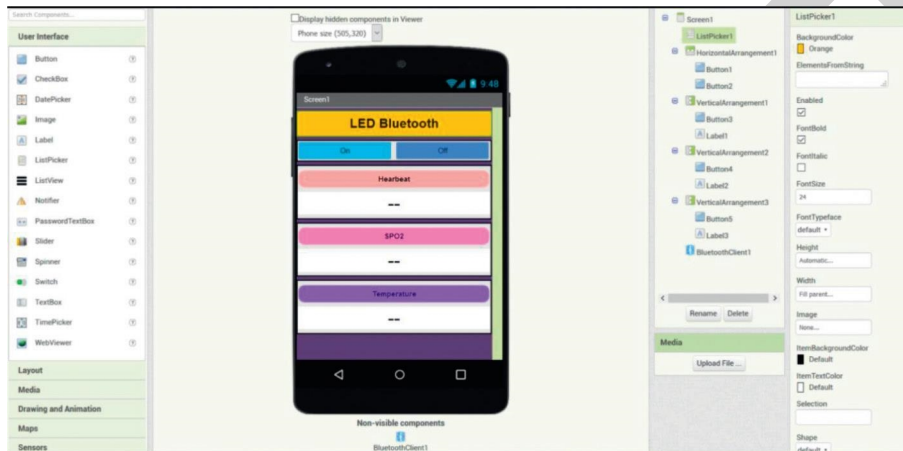 Search Components...
User Interface
Button
CheckBox
DatePicker
Image
Label
ListPicker
ListView
Notifier
PasswordTextBox
Slider
Spinner
Switch
TextBox
TimePicker
WebViewer
Layout
Media
Drawing and Animation
Maps
Sensors
Display hidden components in Viewer
Phone size (505,320)
9:48
Screen1
LED Bluetooth
On Off
Hearbeat
--
SPO2
--
Temperature
--
Non-visible components
BluetoothClient1
Screen1
ListPicker1
HorizontalArrangement1
Button1
Button2
VerticalArrangement1
Button3
Label1
VerticalArrangement2
Button4
Label2
VerticalArrangement3
Button5
Label3
BluetoothClient1
Rename Delete
Media
Upload File ...
ListPicker1
BackgroundColor
Orange
ElementsFromString
Enabled
FontBold
FontItalic
FontSize
24
FontTypeface
default
Height
Automatic...
Width
Fill parent...
Image
None...
ItemBackgroundColor
Default
ItemTextColor
Default
Selection
Shape
default